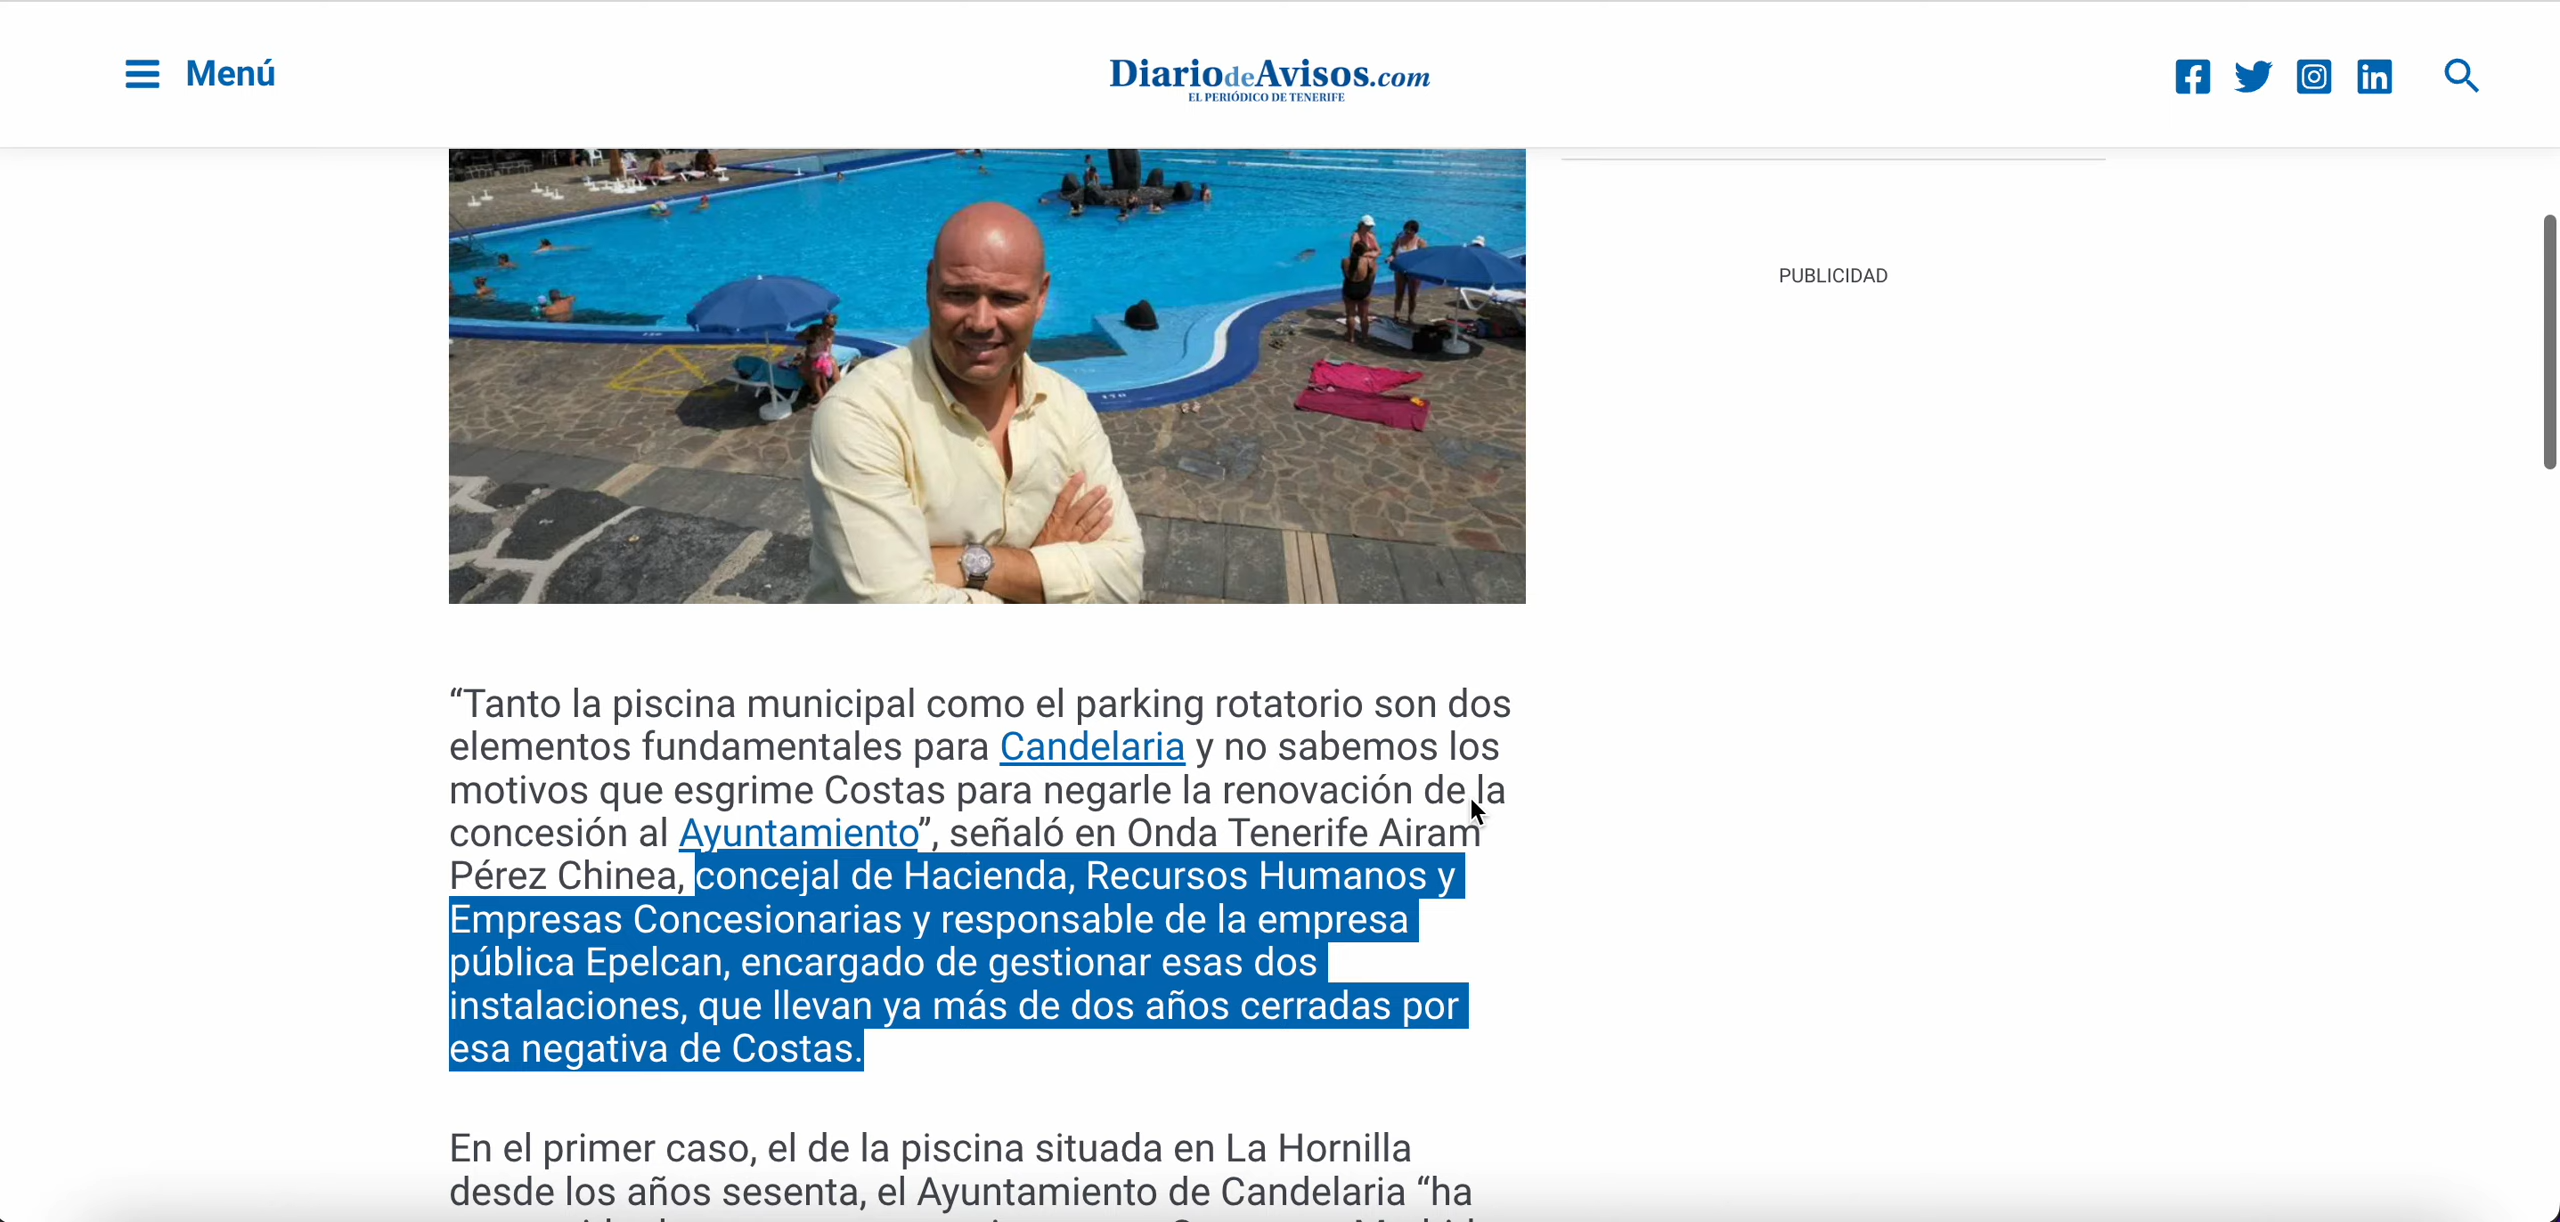 Menú
DiariodeAvisos.com
EL PERIÓDICO DE TENERIFE
PUBLICIDAD
“Tanto la piscina municipal como el parking rotatorio son dos
elementos fundamentales para Candelaria y no sabemos los
motivos que esgrime Costas para negarle la renovación de la
concesión al Ayuntamiento”, señaló en Onda Tenerife Airam
Pérez Chinea, concejal de Hacienda, Recursos Humanos y
Empresas Concesionarias y responsable de la empresa
pública Epelcan, encargado de gestionar esas dos
instalaciones, que llevan ya más de dos años cerradas por
esa negativa de Costas.
En el primer caso, el de la piscina situada en La Hornilla
desde los años sesenta, el Ayuntamiento de Candelaria “ha